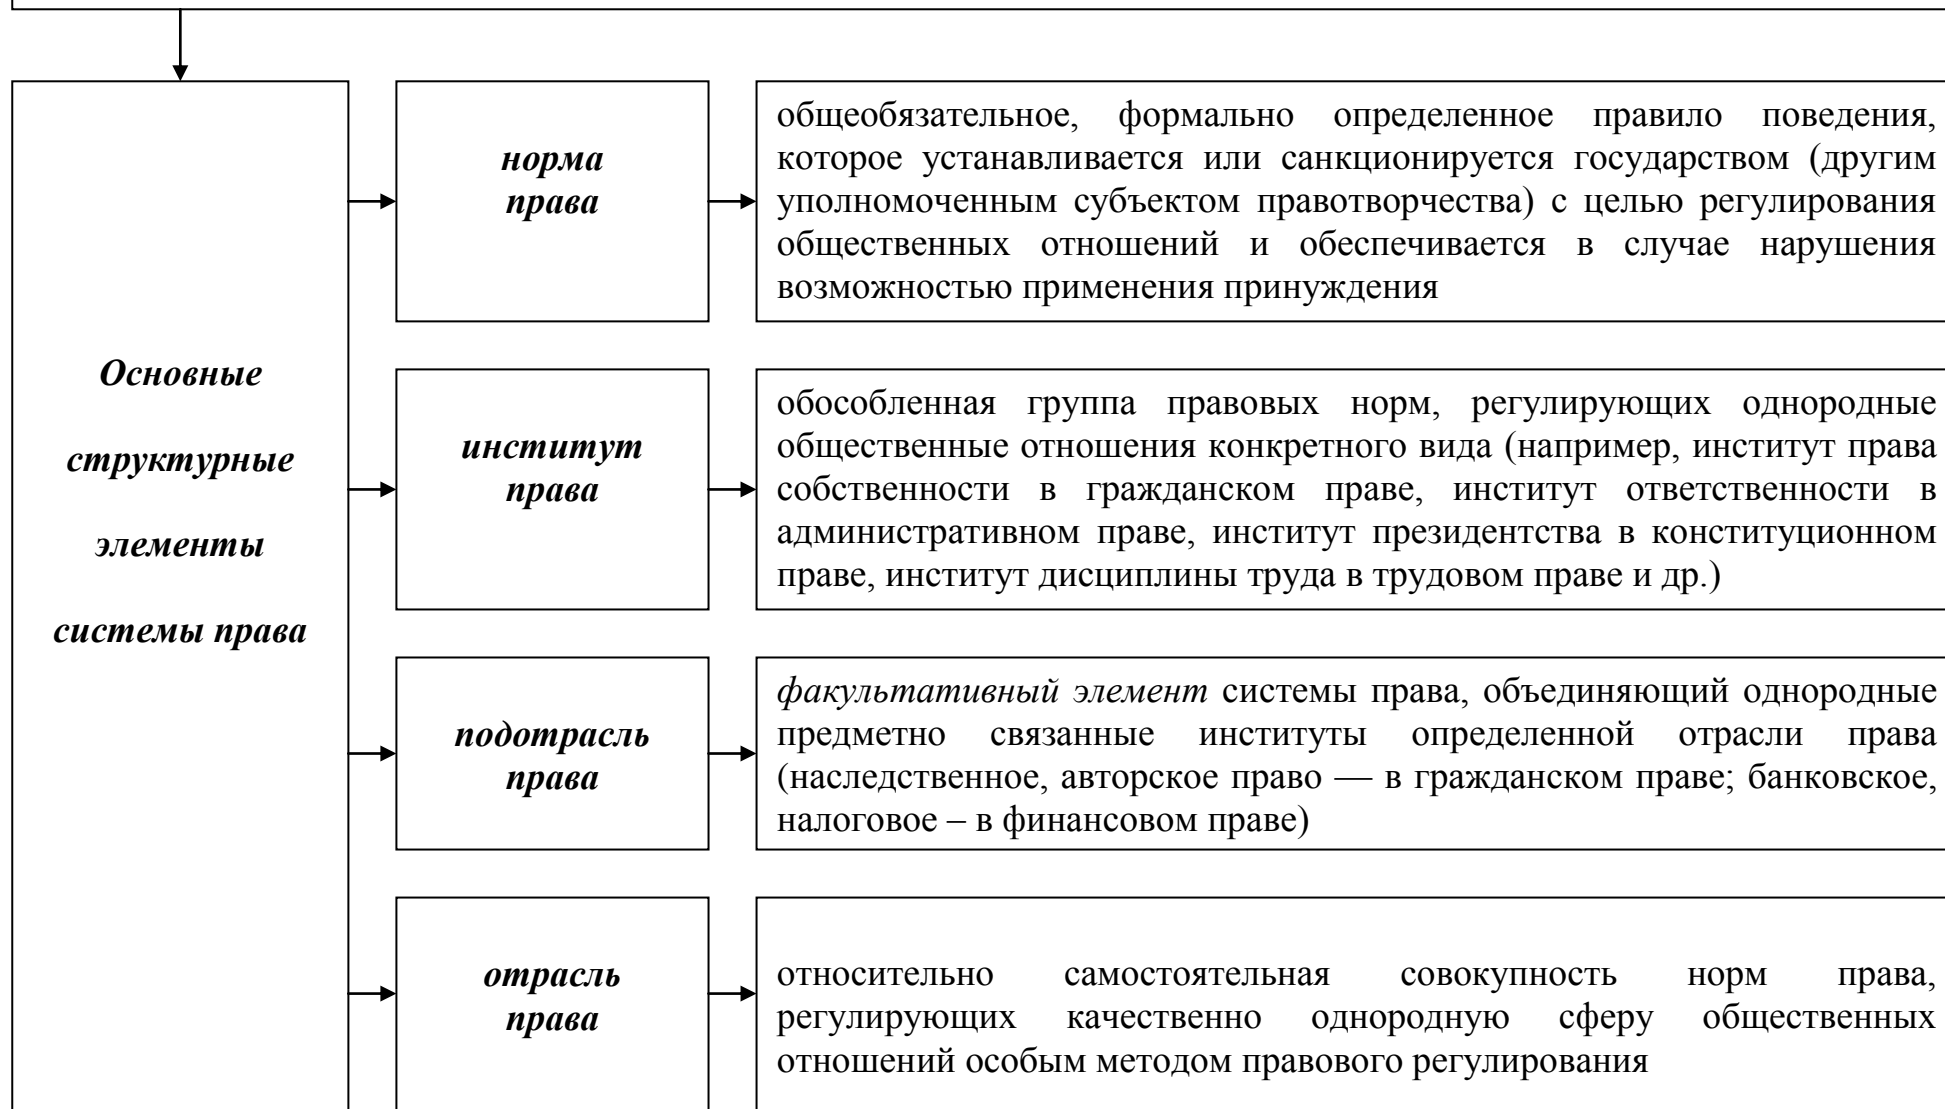 Основные
структурные
элементы
системы права
норма
права
общеобязательное, формально определенное правило поведения,
которое устанавливается или санкционируется государством (другим
уполномоченным субъектом правотворчества) с целью регулирования
общественных отношений и обеспечивается в случае нарушения
возможностью применения принуждения
институт
права
обособленная группа правовых норм, регулирующих однородные
общественные отношения конкретного вида (например, институт права
собственности в гражданском праве, институт ответственности в
административном праве, институт президентства в конституционном
праве, институт дисциплины труда в трудовом праве и др.)
подотрасль
права
факультативный элемент системы права, объединяющий однородные
предметно связанные институты определенной отрасли права
(наследственное, авторское право — в гражданском праве; банковское,
налоговое – в финансовом праве)
отрасль
права
относительно самостоятельная совокупность норм права,
регулирующих качественно однородную сферу общественных
отношений особым методом правового регулирования